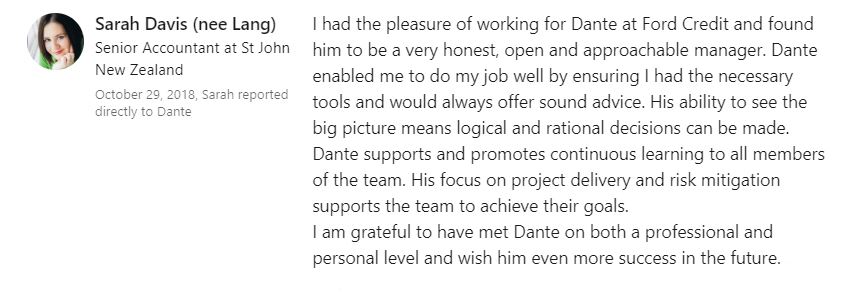 Sarah Davis (nee Lang)
Senior Accountant at St John
New Zealand
October 29, 2018, Sarah reported
directly to Dante
I had the pleasure of working for Dante at Ford Credit and found
him to be a very honest, open and approachable manager. Dante
enabled me to do my job well by ensuring I had the necessary
tools and would always offer sound advice. His ability to see the
big picture means logical and rational decisions can be made.
Dante supports and promotes continuous learning to all members
of the team. His focus on project delivery and risk mitigation
supports the team to achieve their goals.
I am grateful to have met Dante on both a professional and
personal level and wish him even more success in the future.